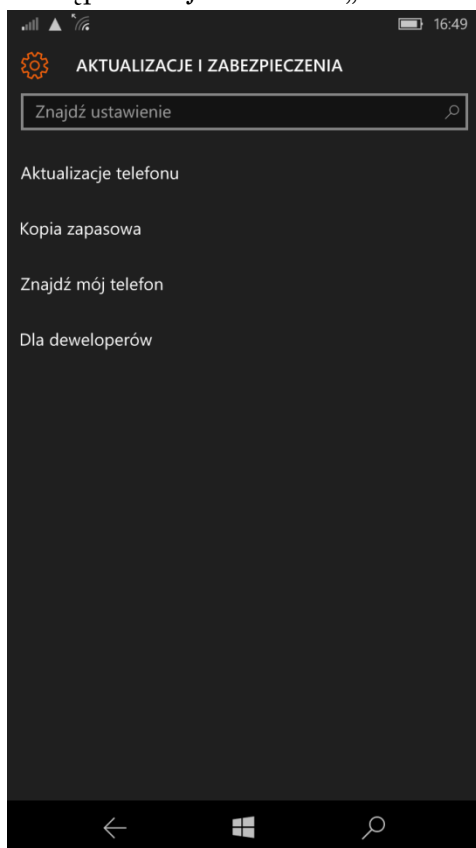 16:49
AKTUALIZACJE I ZABEZPIECZENIA
Znajdź ustawienie
Aktualizacje telefonu
Kopia zapasowa
Znajdź mój telefon
Dla deweloperów